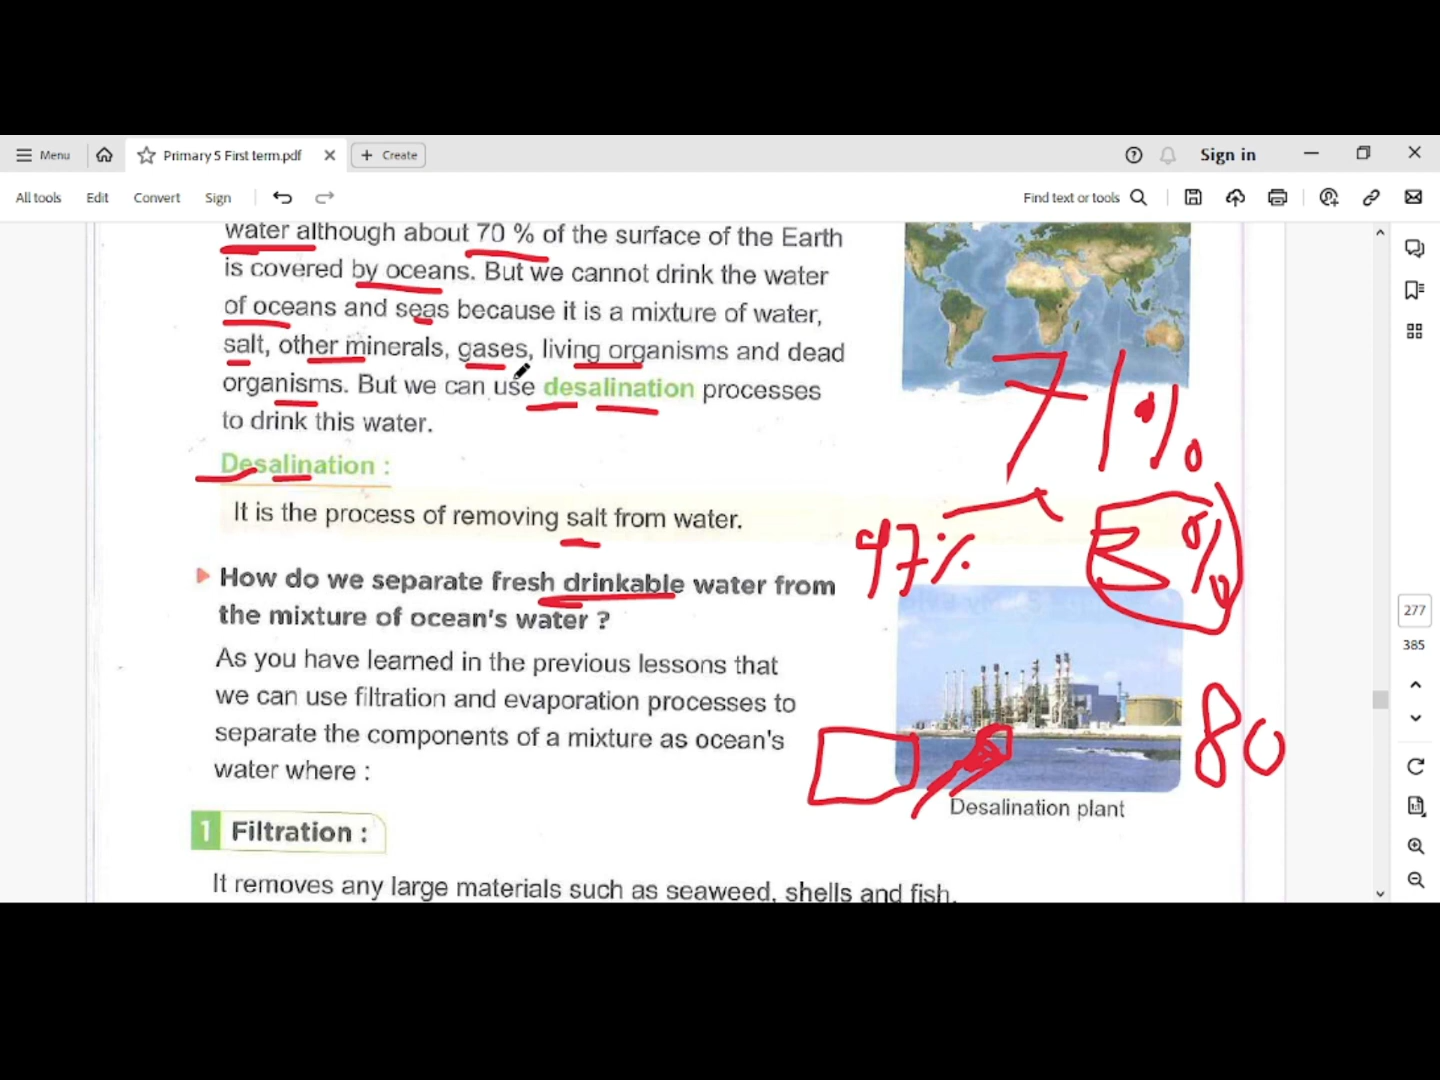 Menu
Primary 5 First term.pdf
Create
Sign in
All tools
Edit
Convert
Sign
Find text or tools
water although about 70 % of the surface of the Earth
is covered by oceans. But we cannot drink the water
of oceans and seas because it is a mixture of water,
salt, other minerals, gases, living organisms and dead
organisms. But we can use desalination processes
to drink this water.
71%
Desalination :
It is the process of removing salt from water.
97%
3%
How do we separate fresh drinkable water from
the mixture of ocean's water ?
As you have learned in the previous lessons that
we can use filtration and evaporation processes to
separate the components of a mixture as ocean's
water where :
80
Desalination plant
1 Filtration :
It removes any large materials such as seaweed, shells and fish.
277
385